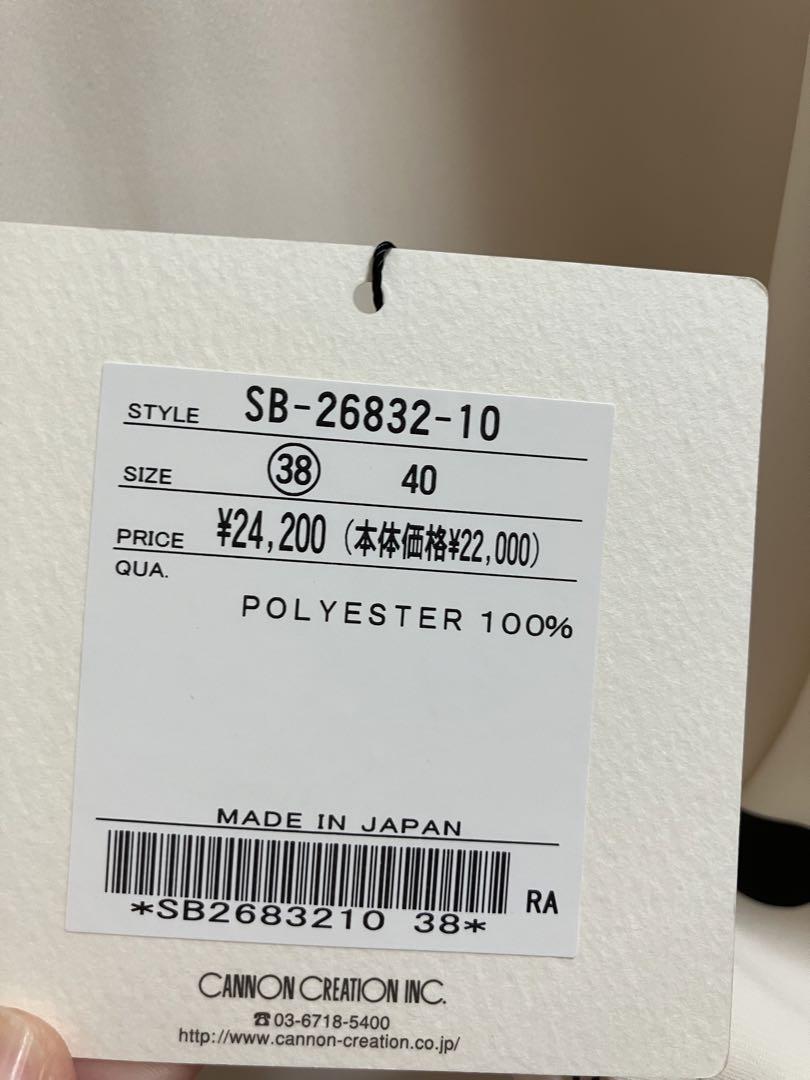 STYLE SB-26832-10
SIZE 38 40
PRICE ¥24,200 (本体価格¥22,000)
QUA.
POLYESTER 100%
MADE IN JAPAN
*SB2683210 38*
RA
CANNON CREATION INC.
☎03-6718-5400
http://www.cannon-creation.co.jp/